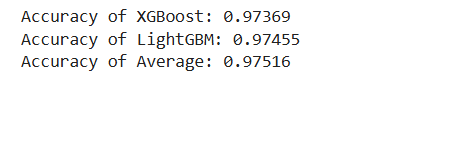 Accuracy of XGBoost: 0.97369
Accuracy of LightGBM: 0.97455
Accuracy of Average: 0.97516